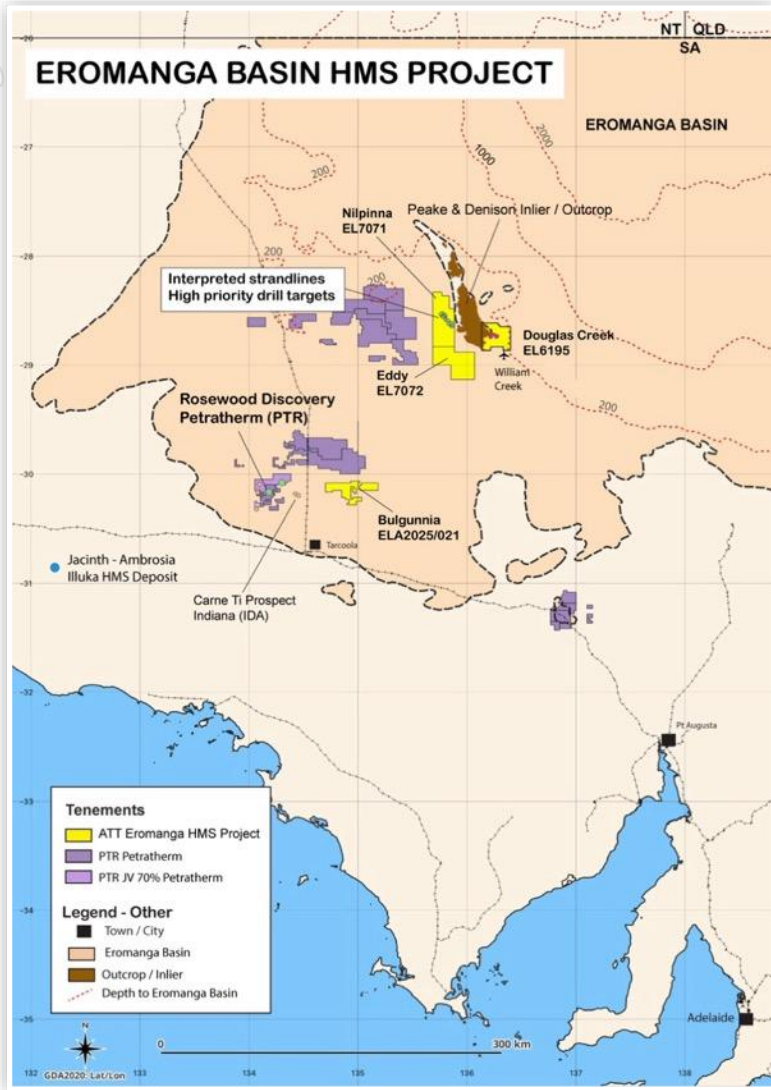 NT QLD
SA
-26
EROMANGA BASIN HMS PROJECT
EROMANGA BASIN
-27
200
1000
2000
Nilpinna
EL7071
Peake & Denison Inlier / Outcrop
-28
200
200
Interpreted strandlines
High priority drill targets
Douglas Creek
EL6195
-29
Eddy
EL7072
William
Creek
200
Rosewood Discovery
Petratherm (PTR)
-30
Bulgunnia
ELA2025/021
Tarcoola
Jacinth - Ambrosia
Illuka HMS Deposit
-31
Carne Ti Prospect
Indiana (IDA)
-32
Pt Augusta
-33
Tenements
ATT Eromanga HMS Project
PTR Petratherm
PTR JV 70% Petratherm
-34
Legend - Other
Town / City
Eromanga Basin
Outcrop / Inlier
Depth to Eromanga Basin
-35
Adelaide
N
0
300 km
GDA2020. Lat/Lon
132
133
134
135
136
137
138